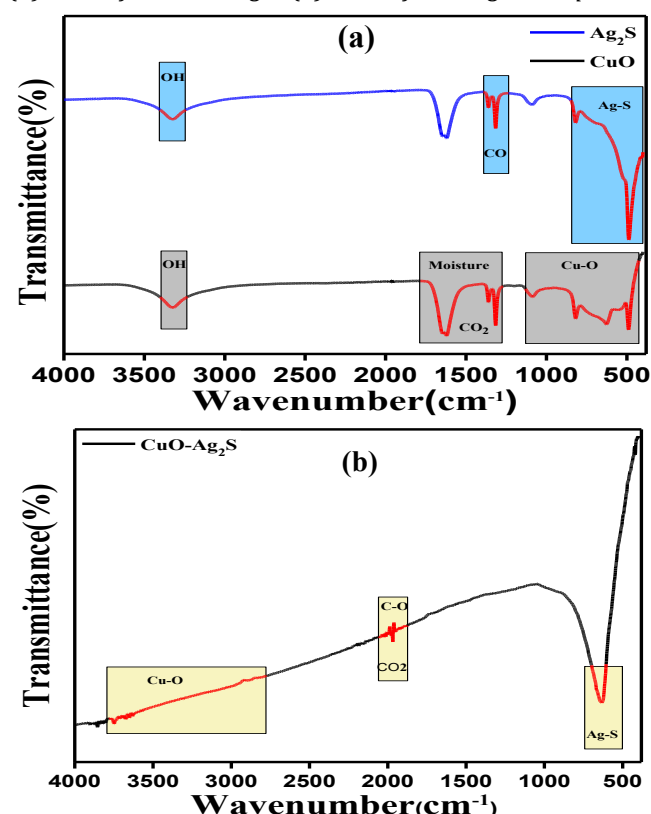 (a)
Ag₂S
CuO
OH
CO
Ag-S
OH
Moisture
CO₂
Cu-O
Transmittance(%)
4000 3500 3000 2500 2000 1500 1000 500
Wavenumber(cm⁻¹)
(b)
CuO-Ag₂S
C-O
CO2
Cu-O
Ag-S
Transmittance(%)
4000 3500 3000 2500 2000 1500 1000 500
Wavenumber(cm⁻¹)